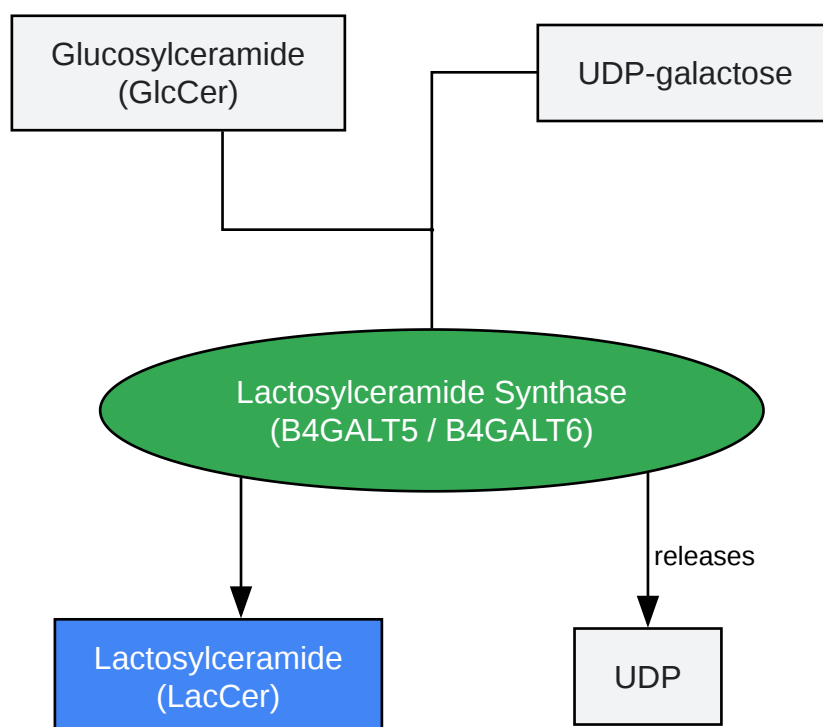 Glucosylceramide
(GlcCer)
UDP-galactose
Lactosylceramide Synthase
(B4GALT5 / B4GALT6)
releases
Lactosylceramide
(LacCer)
UDP